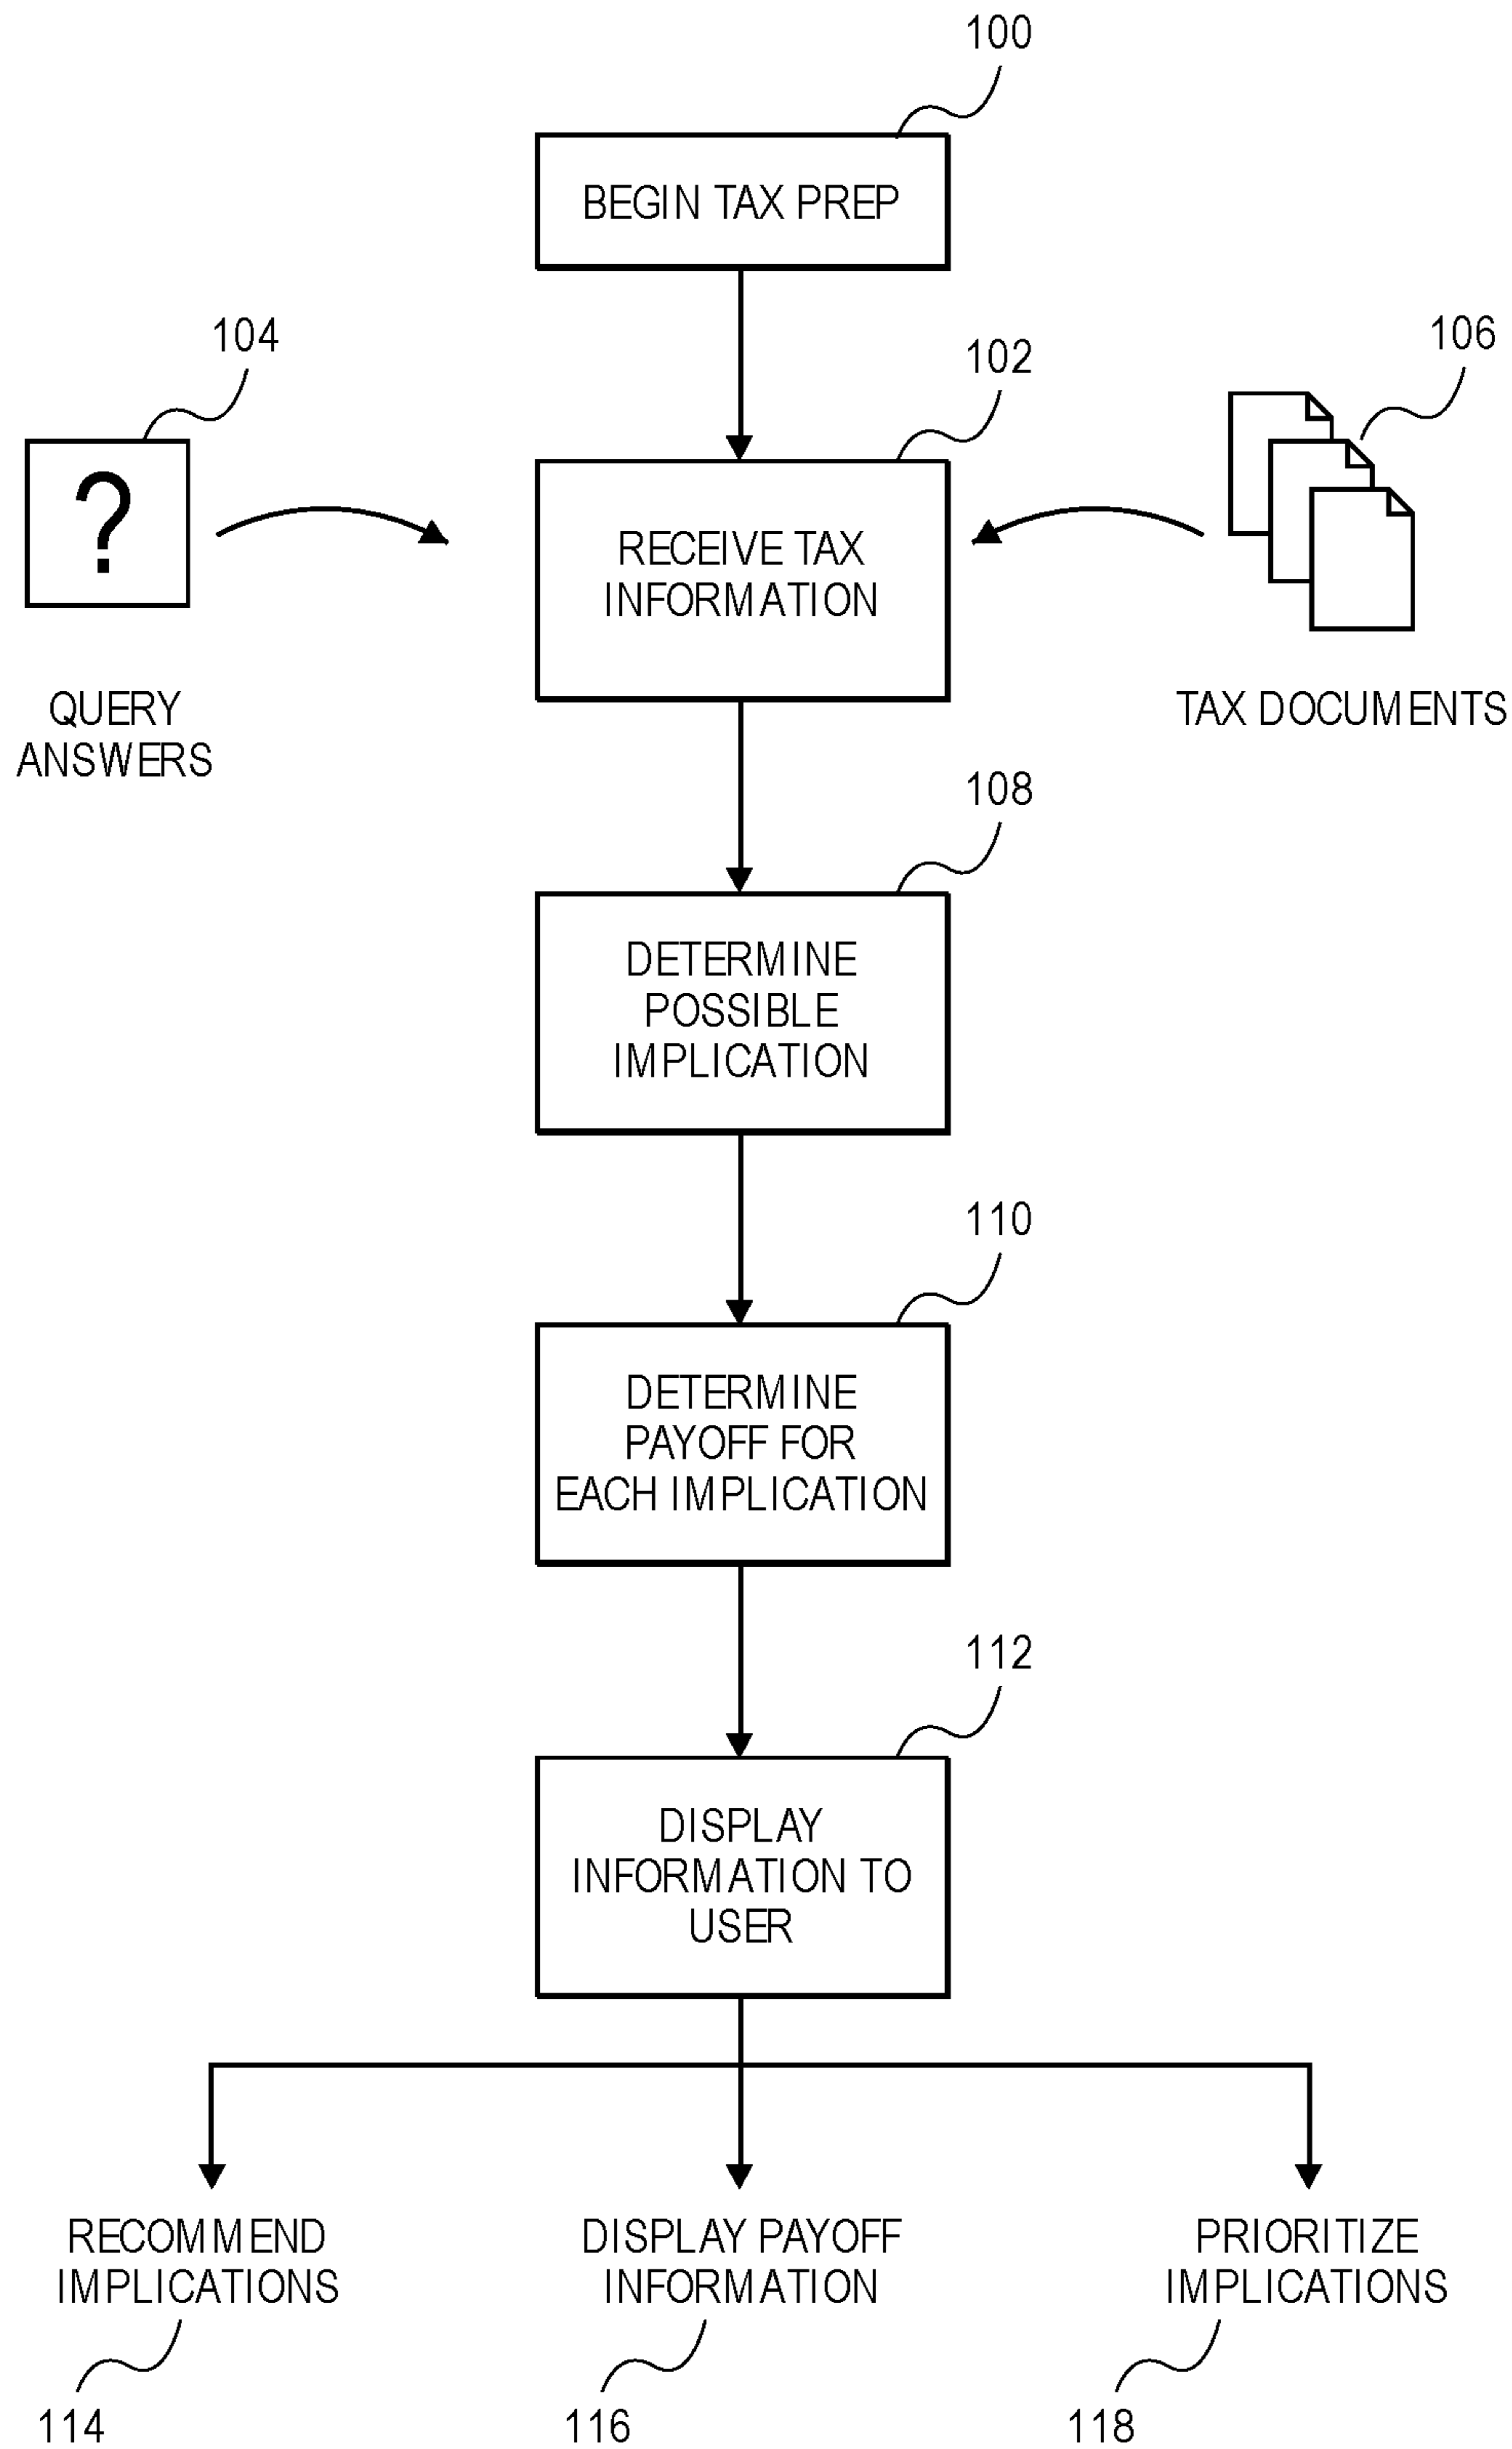 100
BEGIN TAX PREP
104
102
106
?
RECEIVE TAX
INFORMATION
QUERY
ANSWERS
TAX DOCUMENTS
108
DETERMINE
POSSIBLE
IMPLICATION
110
DETERMINE
PAYOFF FOR
EACH IMPLICATION
112
DISPLAY
INFORMATION TO
USER
RECOMMEND
IMPLICATIONS
DISPLAY PAYOFF
INFORMATION
PRIORITIZE
IMPLICATIONS
114
116
118